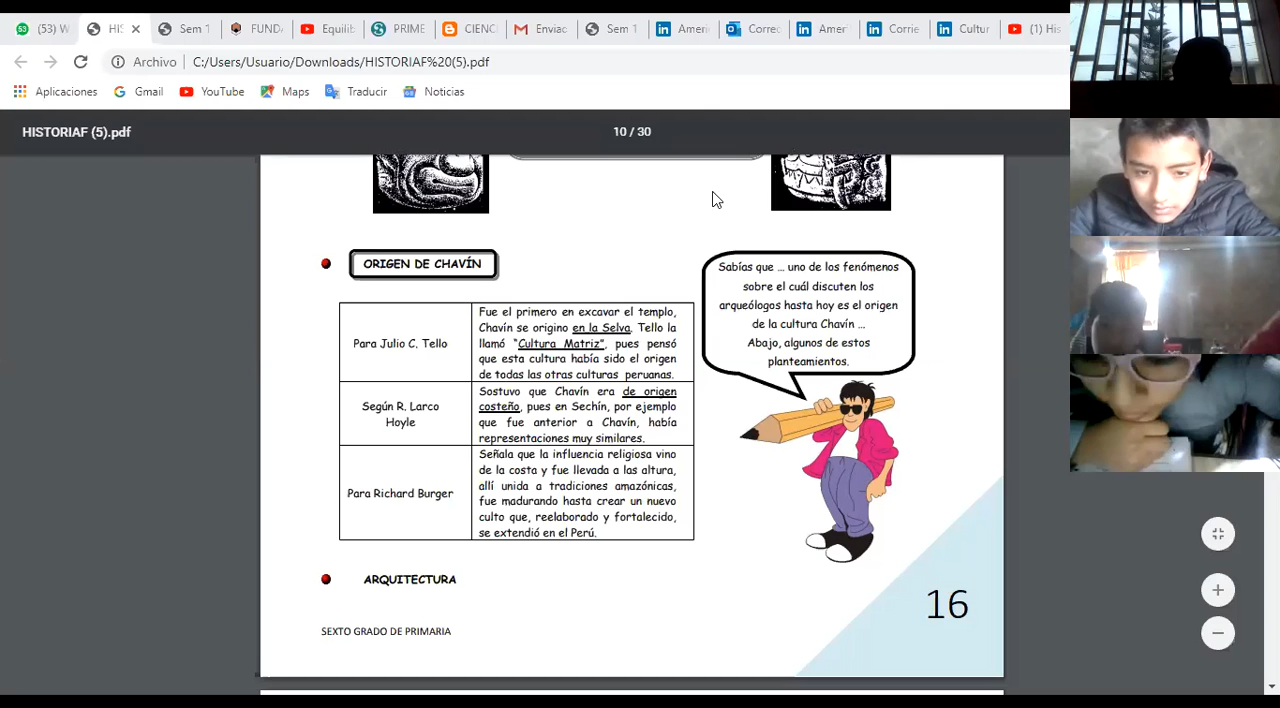 (53) W
HIS
Sem 1
FUND
Equilib
PRIME
CIENC
Enviac
Sem 1
Amer
Correc
Amer
Corrie
Cultur
(1) His
Archivo
C:/Users/Usuario/Downloads/HISTORIAF%20(5).pdf
Aplicaciones
Gmail
YouTube
Maps
Traducir
Noticias
HISTORIAF (5).pdf
10 / 30
ORIGEN DE CHAVÍN
Para Julio C. Tello
Fue el primero en excavar el templo,
Chavín se origino en la Selva. Tello la
llamó "Cultura Matriz", pues pensó
que esta cultura había sido el origen
de todas las otras culturas peruanas.
Según R. Larco
Hoyle
Sostuvo que Chavín era de origen
costeño, pues en Sechín, por ejemplo
que fue anterior a Chavín, había
representaciones muy similares.
Para Richard Burger
Señala que la influencia religiosa vino
de la costa y fue llevada a las altura,
allí unida a tradiciones amazónicas,
fue madurando hasta crear un nuevo
culto que, reelaborado y fortalecido,
se extendió en el Perú.
Sabías que ... uno de los fenómenos
sobre el cuál discuten los
arqueólogos hasta hoy es el origen
de la cultura Chavín ...
Abajo, algunos de estos
planteamientos.
ARQUITECTURA
16
SEXTO GRADO DE PRIMARIA